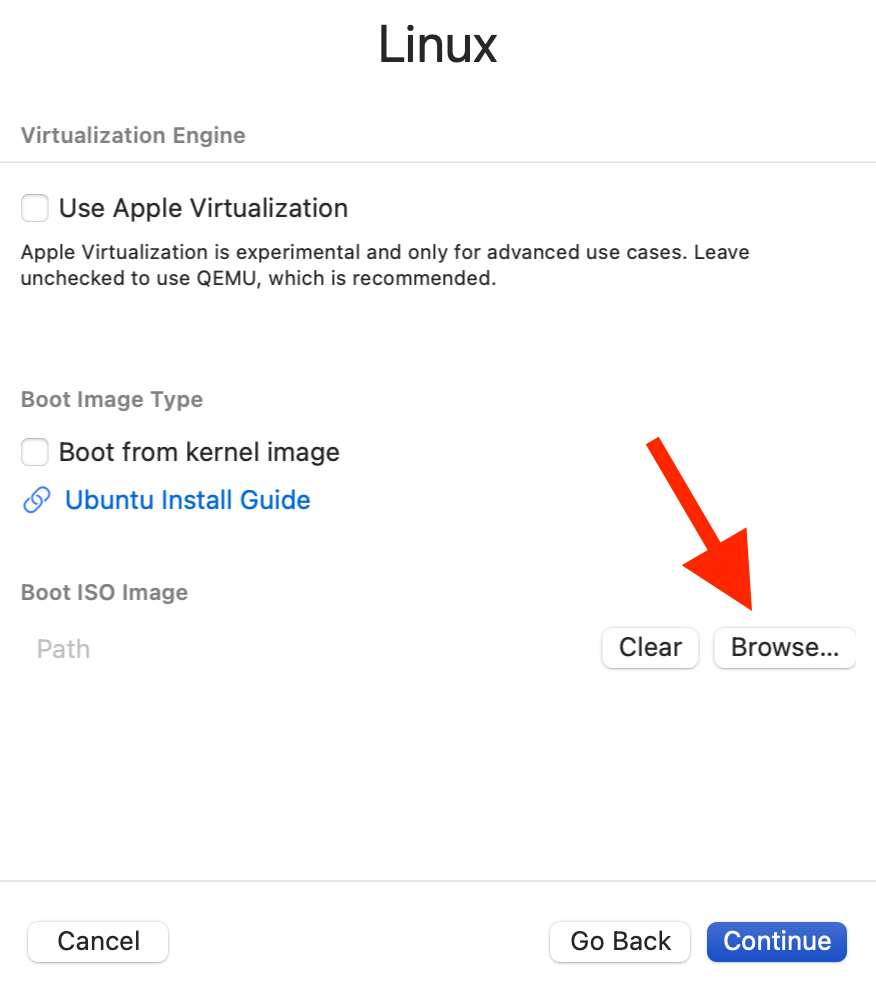 Linux
Virtualization Engine
Use Apple Virtualization
Apple Virtualization is experimental and only for advanced use cases. Leave
unchecked to use QEMU, which is recommended.
Boot Image Type
Boot from kernel image
Ubuntu Install Guide
Boot ISO Image
Path Clear Browse...
Cancel Go Back Continue